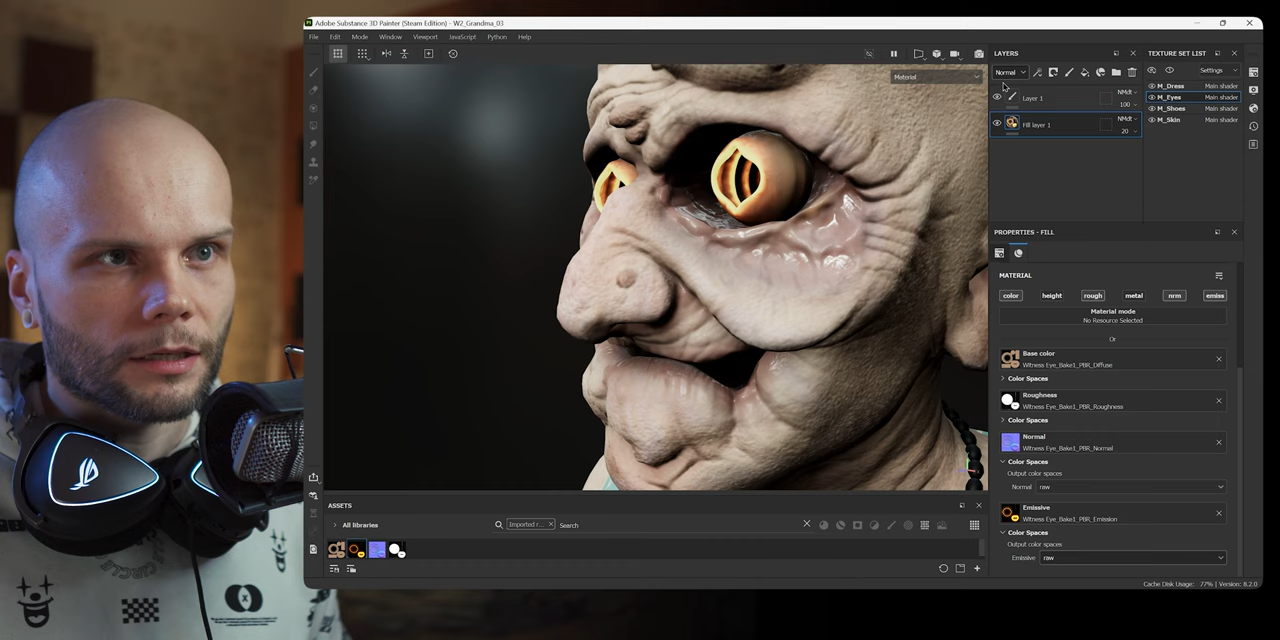 Adobe Substance 3D Painter (Steam Edition) - W2_Grandma_03
File Edit Mode Window Viewport JavaScript Python Help
Material
LAYERS
Normal
Layer 1
NMdt
100
Fill layer 1
NMdt
20
TEXTURE SET LIST
Settings
M_Dress Main shader
M_Eyes Main shader
M_Shoes Main shader
M_Skin Main shader
PROPERTIES - FILL
MATERIAL
color height rough metal nrm emiss
Material mode
No Resource Selected
Or
Base color
Witness Eye_Bake1_PBR_Diffuse
Color Spaces
Roughness
Witness Eye_Bake1_PBR_Roughness
Color Spaces
Normal
Witness Eye_Bake1_PBR_Normal
Color Spaces
Output color spaces
Normal raw
Emissive
Witness Eye_Bake1_PBR_Emission
Color Spaces
Output color spaces
Emissive raw
ASSETS
All libraries
Imported r...
Search
Cache Disk Usage: 77% | Version: 8.2.0
CIRCLE